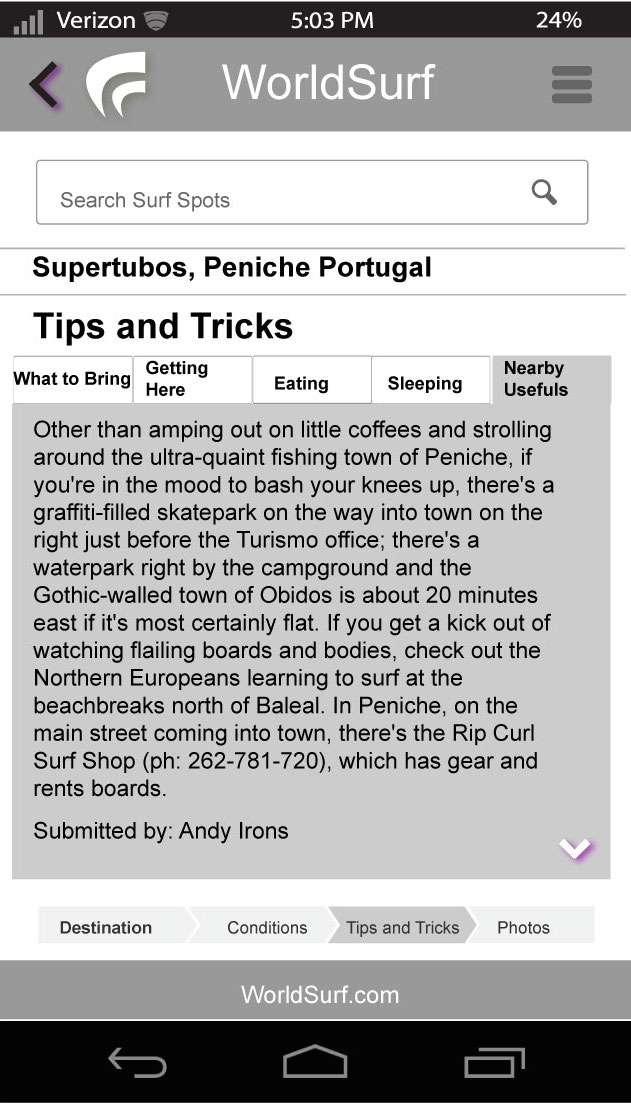 Verizon 5:03 PM 24%
WorldSurf
Search Surf Spots
Supertubos, Peniche Portugal
Tips and Tricks
What to Bring Getting Here Eating Sleeping Nearby Usefuls
Other than amping out on little coffees and strolling
around the ultra-quaint fishing town of Peniche, if
you're in the mood to bash your knees up, there's a
graffiti-filled skatepark on the way into town on the
right just before the Turismo office; there's a
waterpark right by the campground and the
Gothic-walled town of Obidos is about 20 minutes
east if it's most certainly flat. If you get a kick out of
watching flailing boards and bodies, check out the
Northern Europeans learning to surf at the
beachbreaks north of Baleal. In Peniche, on the
main street coming into town, there's the Rip Curl
Surf Shop (ph: 262-781-720), which has gear and
rents boards.
Submitted by: Andy Irons
Destination Conditions Tips and Tricks Photos
WorldSurf.com